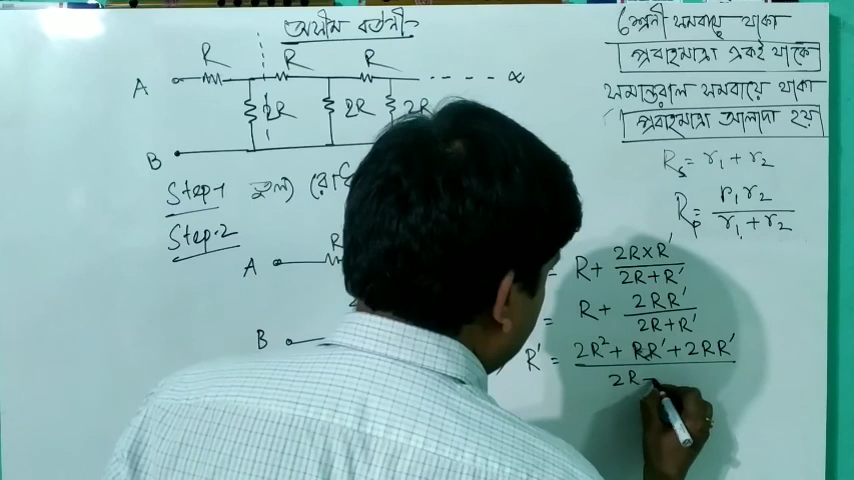 অসীম বর্তনী-
R R R
A
2R 2R 2R
∝
B
Step-1 তুল্য রোধ
Step-2
R
A
B
শ্রেণী সমবায়ে থাকা
প্রবাহমাত্রা একই থাকে
সমান্তরাল সমবায়ে থাকা
প্রবাহমাত্রা আলাদা হয়
Rs = r1 + r2
Rp = r1r2 / r1 + r2
= R + 2R×R' / 2R+R'
= R + 2RR' / 2R+R'
R' = 2R² + RR' + 2RR' / 2R